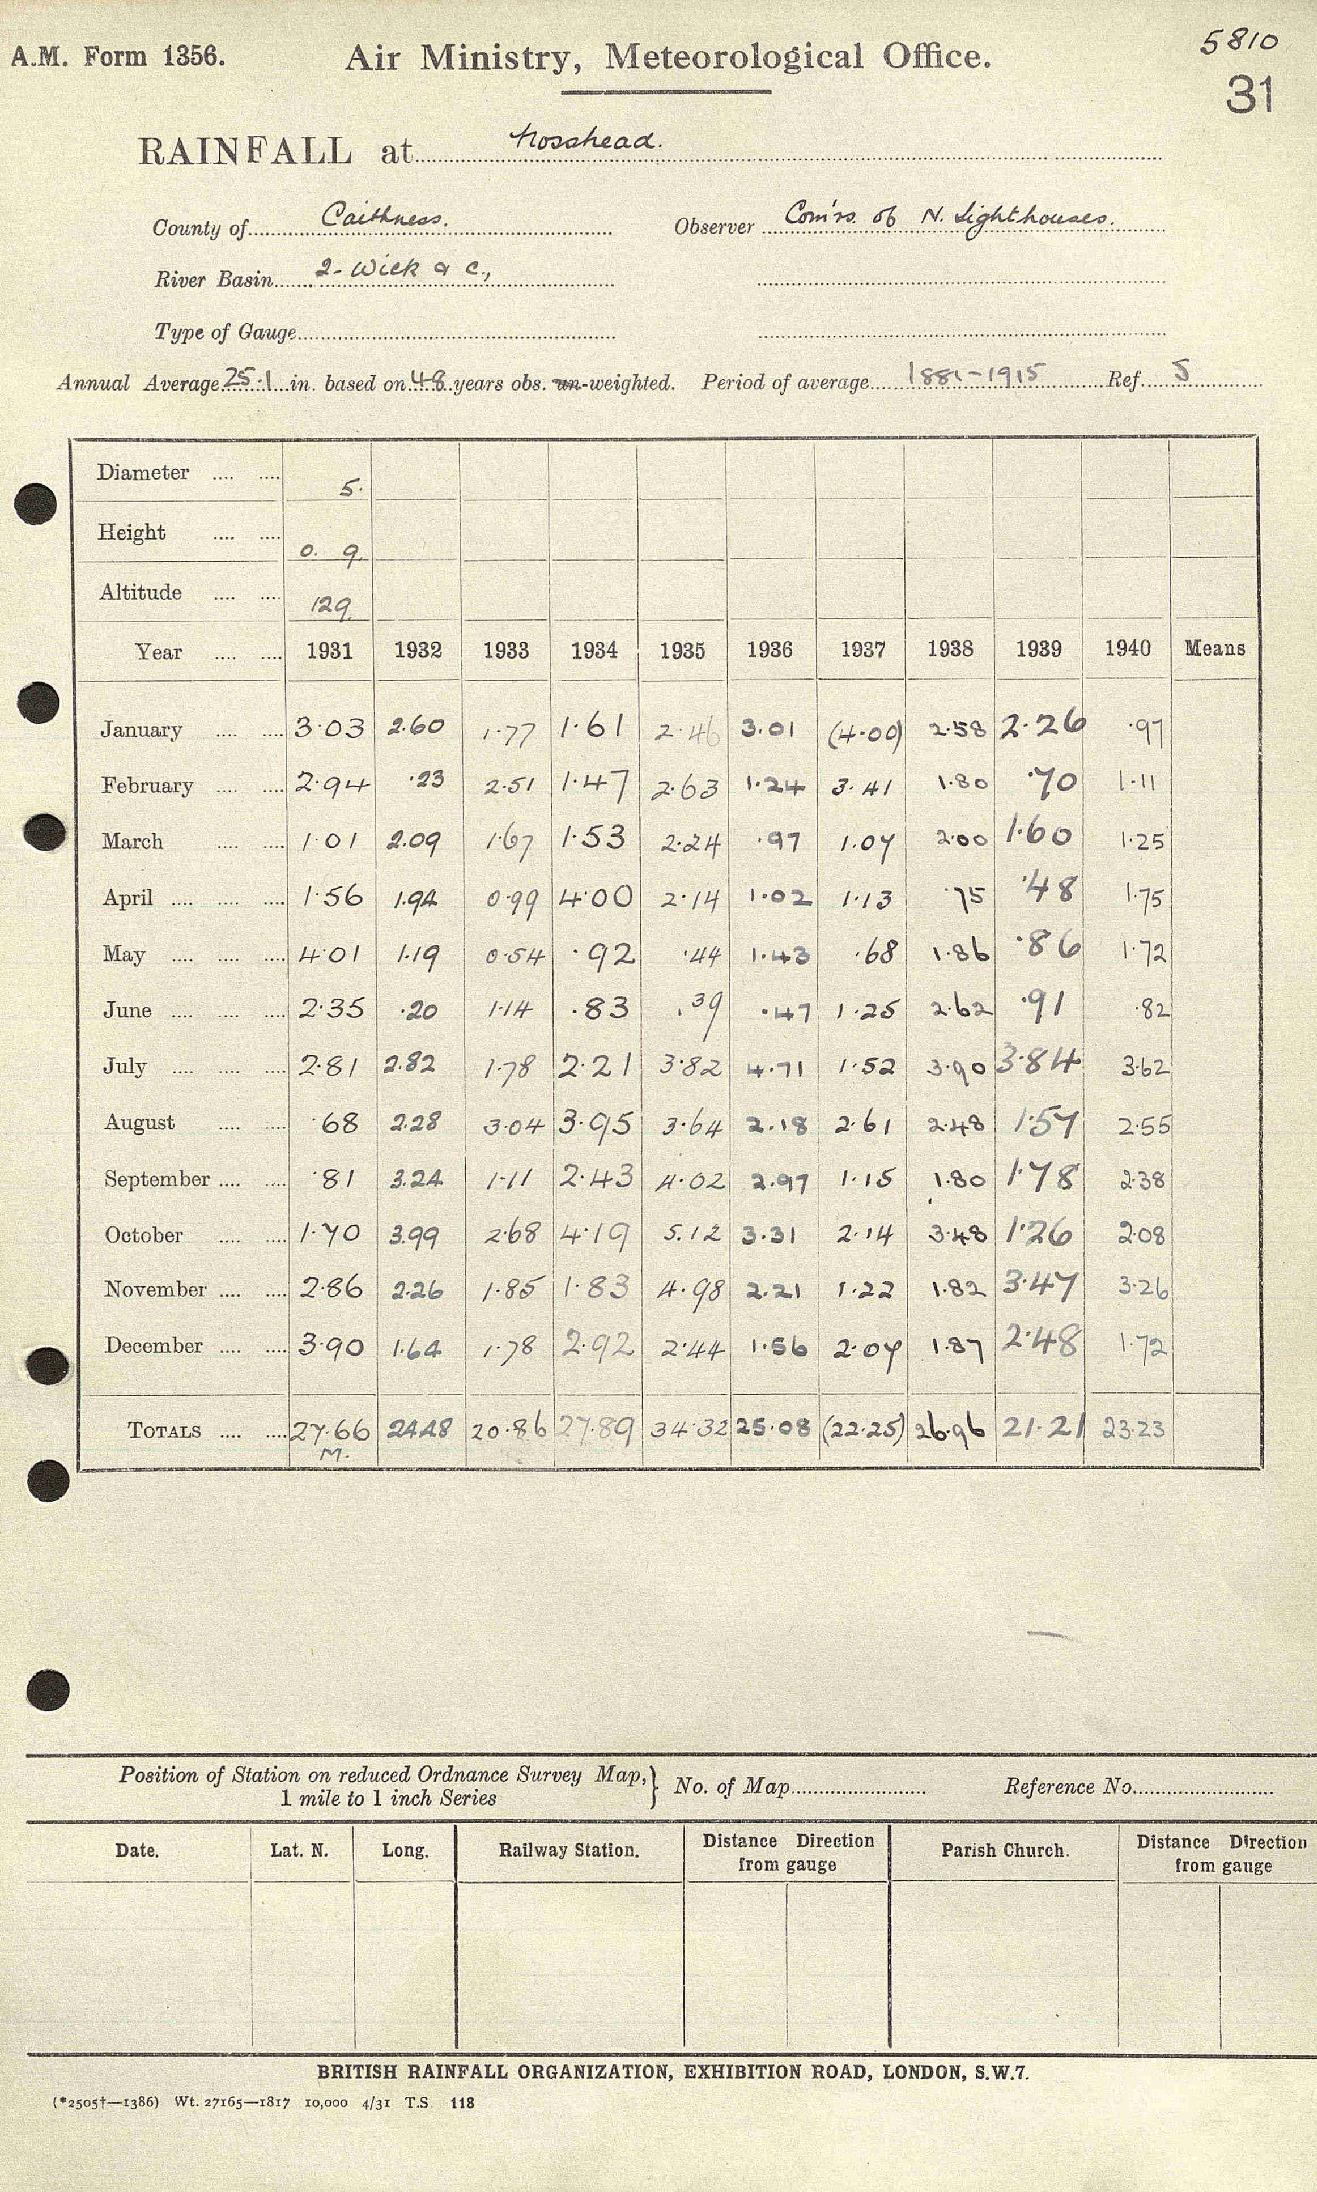 5810
A.M. Form 1356. Air Ministry, Meteorological Office.
31
RAINFALL at Nosshead.
County of Caithness. Observer Com'rs. of N. Lighthouses.
River Basin 2- Wick & C.,
Type of Gauge
Annual Average 25.1 in. based on 48 years obs. un-weighted. Period of average 1881-1915 Ref. 5
Diameter 5.
Height 0. 9.
Altitude 129.
Year 1931 1932 1933 1934 1935 1936 1937 1938 1939 1940 Means
January 3.03 2.60 1.77 1.61 2.46 3.01 (4.00) 2.58 2.26 .97
February 2.94 .23 2.51 1.47 2.63 1.24 3.41 1.80 .70 1.11
March 1.01 2.09 1.67 1.53 2.24 .97 1.07 2.00 1.60 1.25
April 1.56 1.94 0.99 4.00 2.14 1.02 1.13 .75 .48 1.75
May 4.01 1.19 0.54 .92 .44 1.43 .68 1.86 .86 1.72
June 2.35 .20 1.14 .83 .39 .47 1.25 2.62 .91 .82
July 2.81 2.82 1.78 2.21 3.82 4.71 1.52 3.90 3.84 3.62
August .68 2.28 3.04 3.95 3.64 2.18 2.61 2.48 1.57 2.55
September .81 3.24 1.11 2.43 4.02 2.97 1.15 1.80 1.78 2.38
October 1.70 3.99 2.68 4.19 5.12 3.31 2.14 3.48 1.26 2.08
November 2.86 2.26 1.85 1.83 4.98 2.21 1.22 1.82 3.47 3.26
December 3.90 1.64 1.78 2.92 2.44 1.56 2.07 1.87 2.48 1.72
TOTALS 27.66 24.48 20.86 27.89 34.32 25.08 (22.25) 26.96 21.21 23.23
M.
Position of Station on reduced Ordnance Survey Map, } No. of Map Reference No.
1 mile to 1 inch Series
Date. Lat. N. Long. Railway Station. Distance Direction from gauge Parish Church. Distance Direction from gauge
BRITISH RAINFALL ORGANIZATION, EXHIBITION ROAD, LONDON, S.W.7.
(*2505†—1386) Wt. 27165—1817 10,000 4/31 T.S. 118